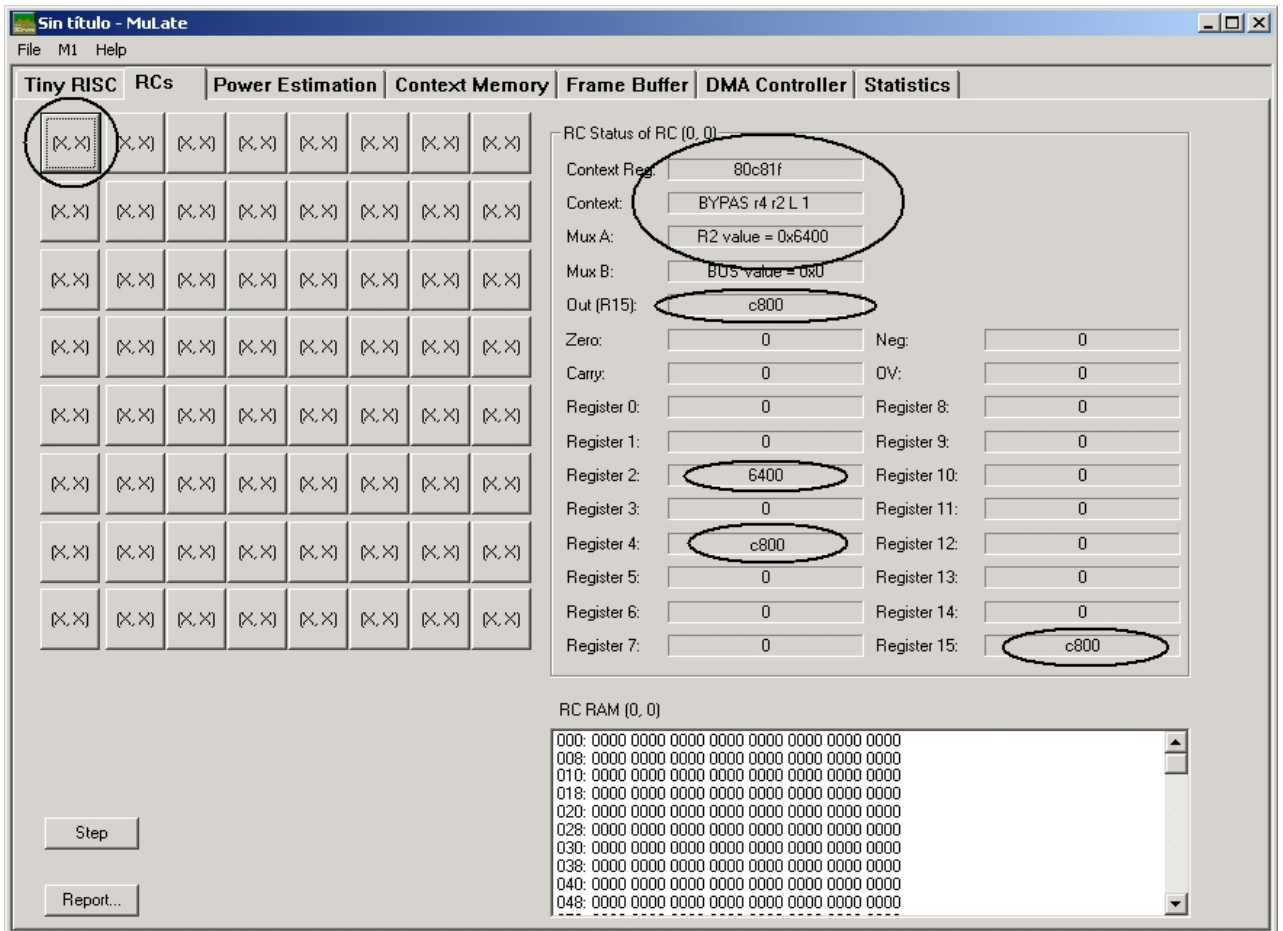 Sin título - MuLate
File M1 Help
Tiny RISC RCs Power Estimation Context Memory Frame Buffer DMA Controller Statistics
(X, X) (X, X) (X, X) (X, X) (X, X) (X, X) (X, X) (X, X)
(X, X) (X, X) (X, X) (X, X) (X, X) (X, X) (X, X) (X, X)
(X, X) (X, X) (X, X) (X, X) (X, X) (X, X) (X, X) (X, X)
(X, X) (X, X) (X, X) (X, X) (X, X) (X, X) (X, X) (X, X)
(X, X) (X, X) (X, X) (X, X) (X, X) (X, X) (X, X) (X, X)
(X, X) (X, X) (X, X) (X, X) (X, X) (X, X) (X, X) (X, X)
(X, X) (X, X) (X, X) (X, X) (X, X) (X, X) (X, X) (X, X)
(X, X) (X, X) (X, X) (X, X) (X, X) (X, X) (X, X) (X, X)
Step
Report...
RC Status of RC (0, 0)
Context Reg: 80c81f
Context: BYPAS r4 r2 L 1
Mux A: R2 value = 0x6400
Mux B: BUS value = 0x0
Out (R15): c800
Zero: 0 Neg: 0
Carry: 0 OV: 0
Register 0: 0 Register 8: 0
Register 1: 0 Register 9: 0
Register 2: 6400 Register 10: 0
Register 3: 0 Register 11: 0
Register 4: c800 Register 12: 0
Register 5: 0 Register 13: 0
Register 6: 0 Register 14: 0
Register 7: 0 Register 15: c800
RC RAM (0, 0)
000: 0000 0000 0000 0000 0000 0000 0000 0000
008: 0000 0000 0000 0000 0000 0000 0000 0000
010: 0000 0000 0000 0000 0000 0000 0000 0000
018: 0000 0000 0000 0000 0000 0000 0000 0000
020: 0000 0000 0000 0000 0000 0000 0000 0000
028: 0000 0000 0000 0000 0000 0000 0000 0000
030: 0000 0000 0000 0000 0000 0000 0000 0000
038: 0000 0000 0000 0000 0000 0000 0000 0000
040: 0000 0000 0000 0000 0000 0000 0000 0000
048: 0000 0000 0000 0000 0000 0000 0000 0000